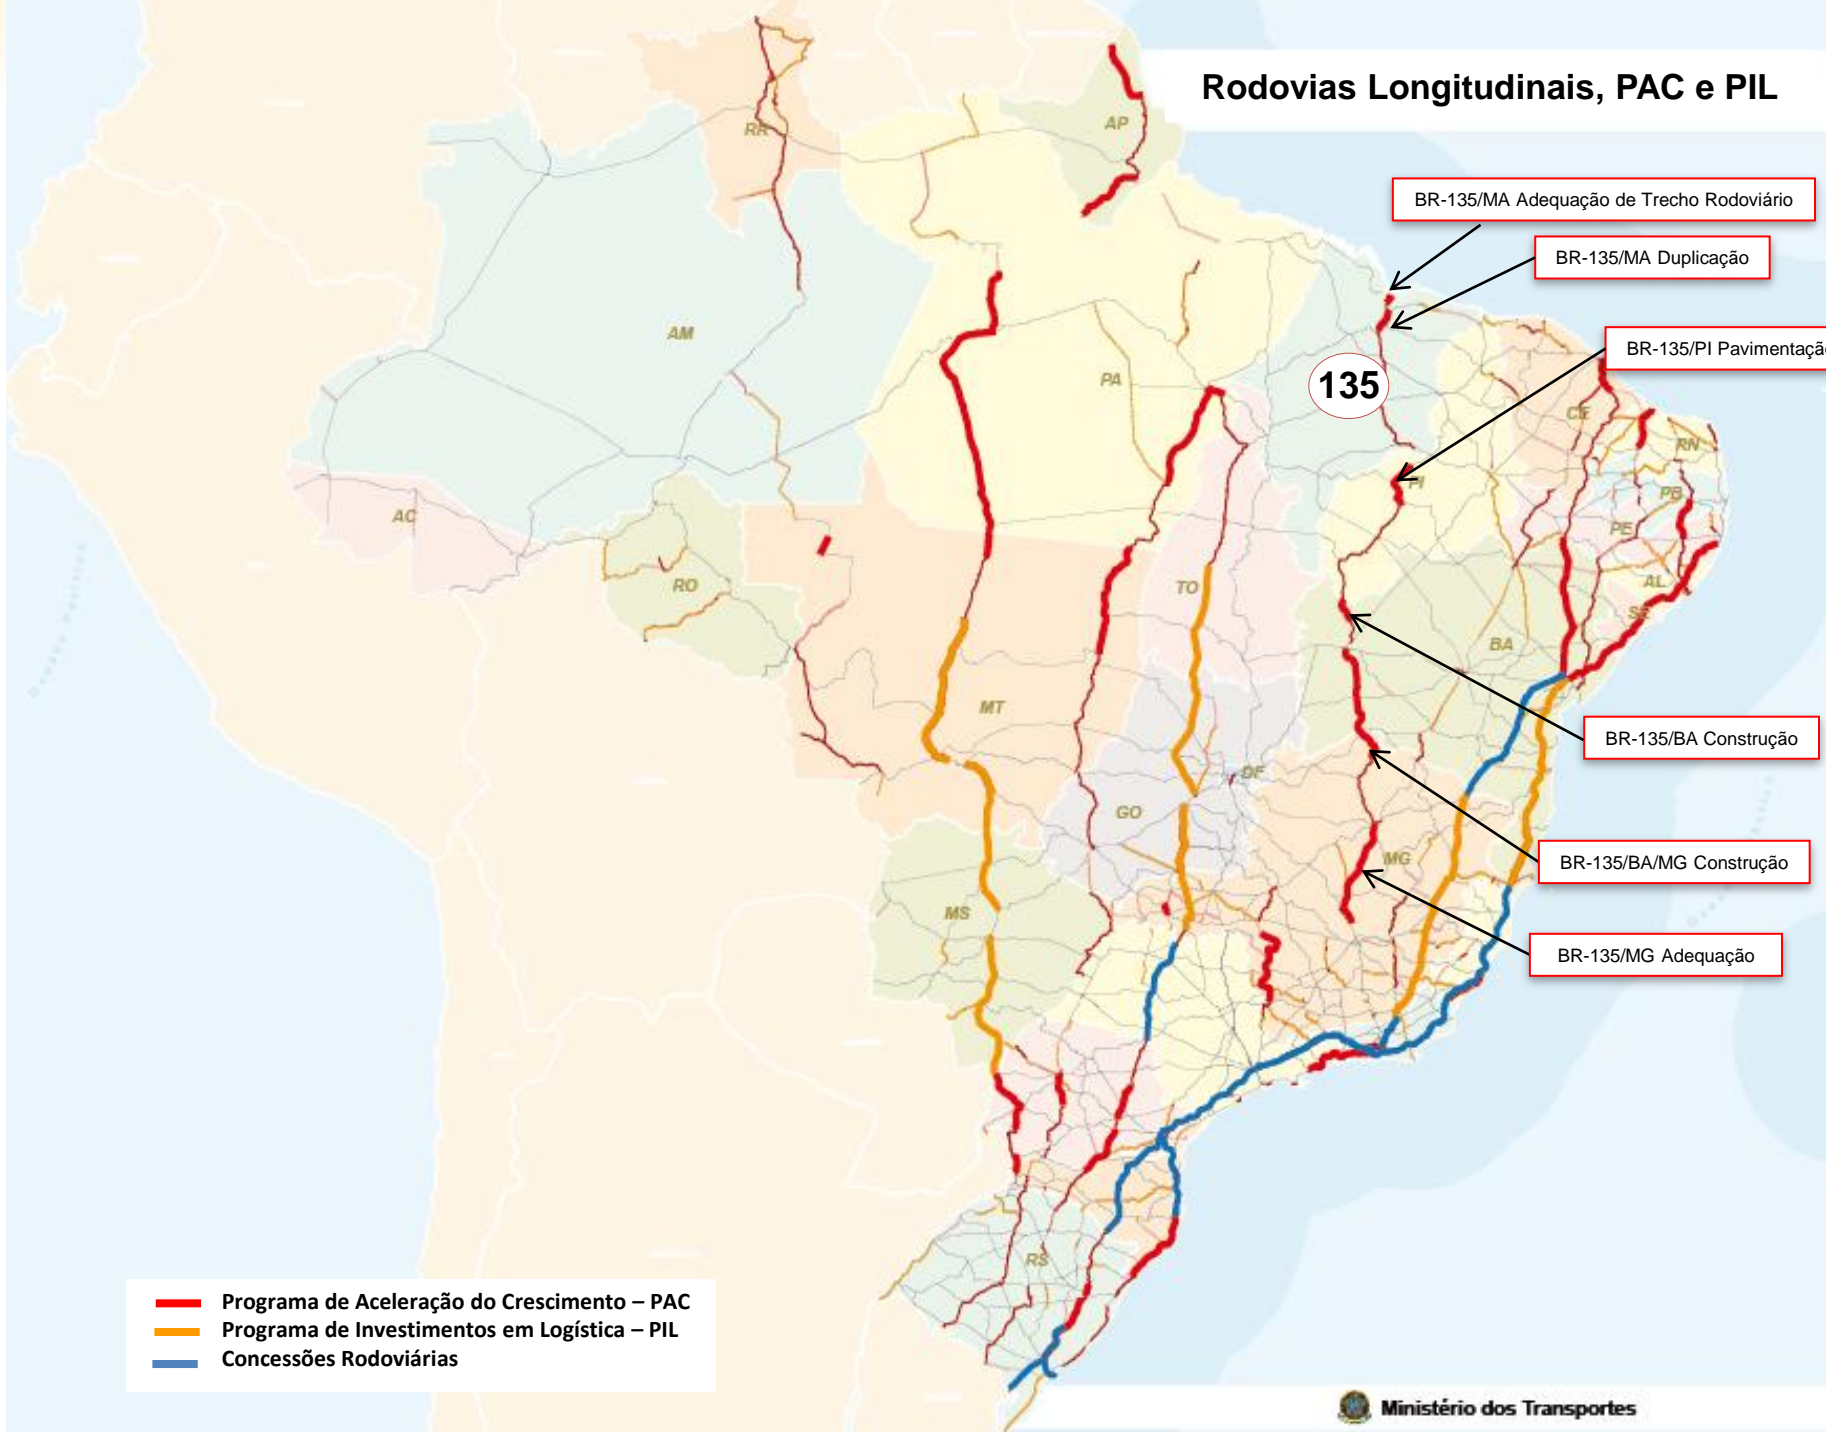 Rodovias Longitudinais, PAC e PIL
RR
AP
BR-135/MA Adequação de Trecho Rodoviário
BR-135/MA Duplicação
AM
BR-135/PI Pavimentaçã
PA
135
CE
RN
PI
PB
AC
PE
RO
TO
AL
SE
BA
MT
BR-135/BA Construção
DF
GO
MG
BR-135/BA/MG Construção
MS
BR-135/MG Adequação
RS
Programa de Aceleração do Crescimento – PAC
Programa de Investimentos em Logística – PIL
Concessões Rodoviárias
Ministério dos Transportes